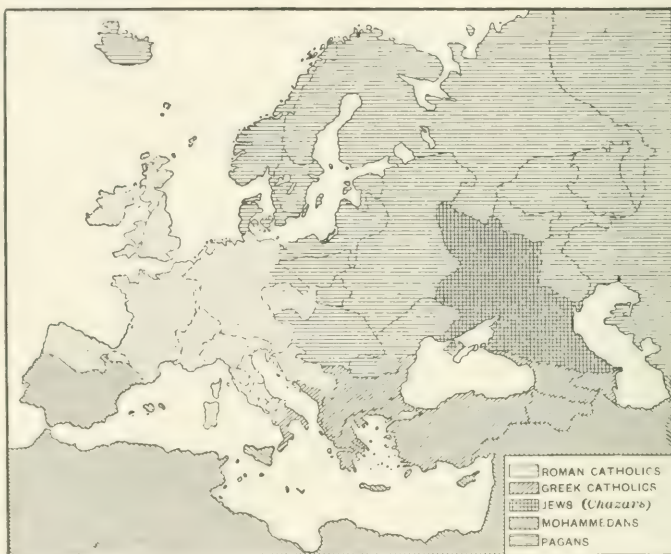 ROMAN CATHOLICS
GREEK CATHOLICS
JEWS (Chazars)
MOHAMMEDANS
PAGANS